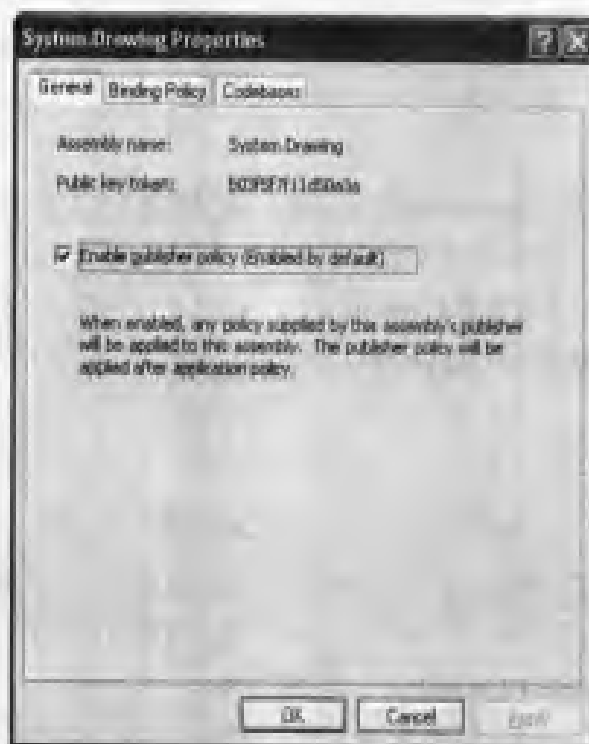 System.Drawing Properties
General Binding Policy Codebases
Assembly name: System.Drawing
Public key token: b03f5f7f11d50a3a
Enable publisher policy (Enabled by default)
When enabled, any policy supplied by this assembly's publisher
will be applied to this assembly. The publisher policy will be
applied after application policy.
OK Cancel Apply